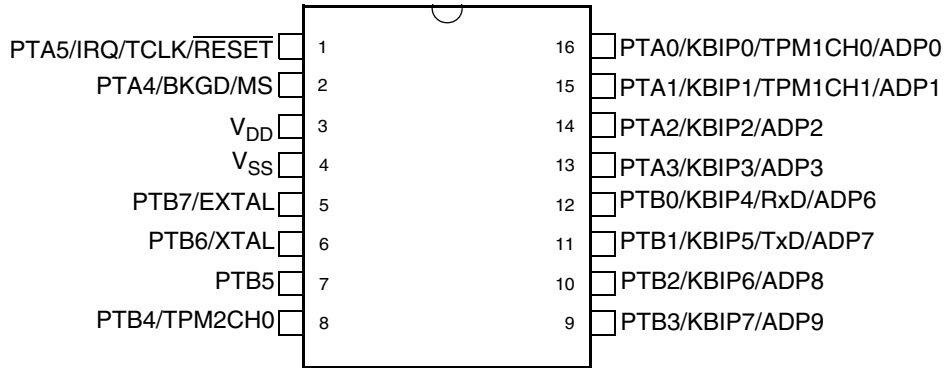 PTA5/IRQ/TCLK/RESET 1 16 PTA0/KBIP0/TPM1CH0/ADP0
PTA4/BKGD/MS 2 15 PTA1/KBIP1/TPM1CH1/ADP1
VDD 3 14 PTA2/KBIP2/ADP2
VSS 4 13 PTA3/KBIP3/ADP3
PTB7/EXTAL 5 12 PTB0/KBIP4/RxD/ADP6
PTB6/XTAL 6 11 PTB1/KBIP5/TxD/ADP7
PTB5 7 10 PTB2/KBIP6/ADP8
PTB4/TPM2CH0 8 9 PTB3/KBIP7/ADP9